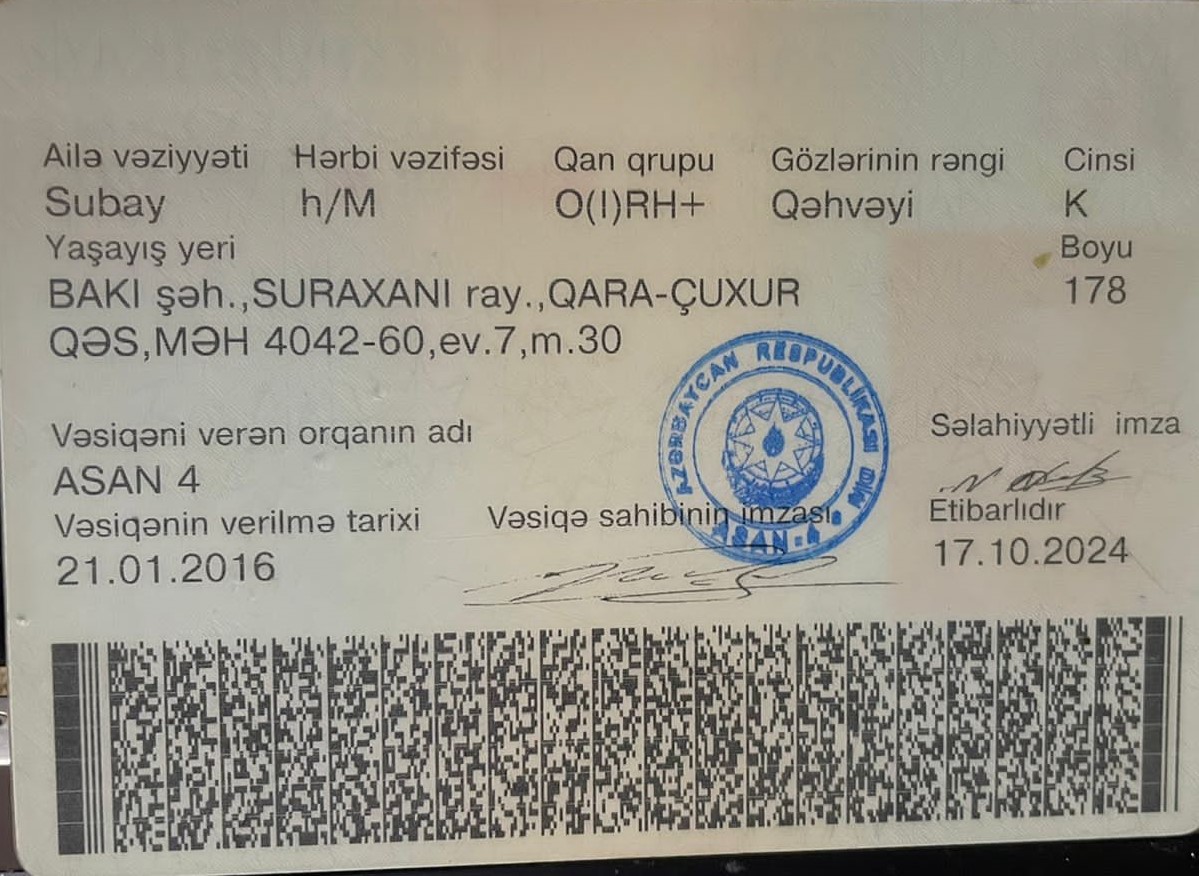 Ailə vəziyyəti Hərbi vəzifəsi Qan qrupu Gözlərinin rəngi Cinsi
Subay h/M O(I)RH+ Qəhvəyi K
Yaşayış yeri Boyu
BAKI şəh.,SURAXANI ray.,QARA-ÇUXUR 178
QƏS,MƏH 4042-60,ev.7,m.30
AZƏRBAYCAN RESPUBLİKASI DİN
ASAN-4
Vəsiqəni verən orqanın adı Səlahiyyətli imza
ASAN 4
Vəsiqənin verilmə tarixi Vəsiqə sahibinin imzası Etibarlıdır
21.01.2016 17.10.2024